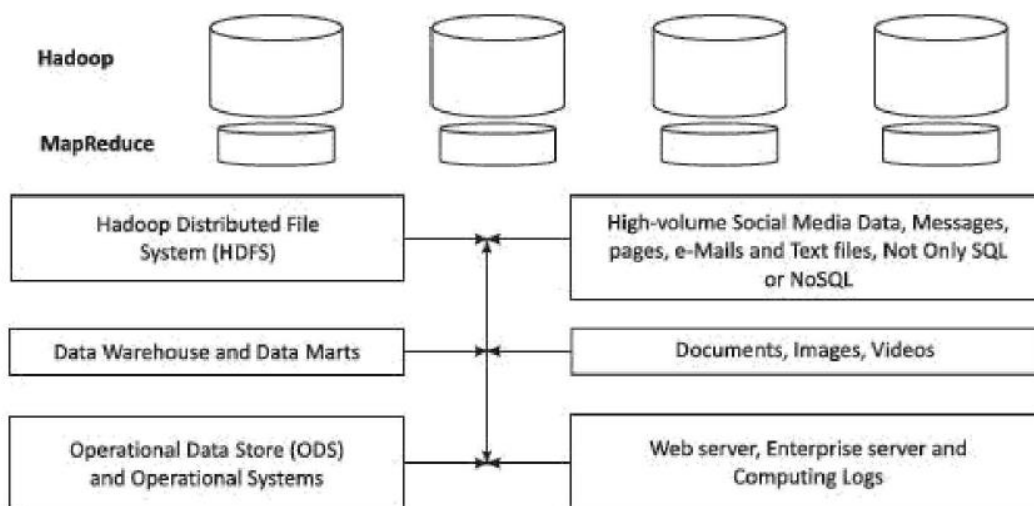 Hadoop
MapReduce
Hadoop Distributed File
System (HDFS)
High-volume Social Media Data, Messages,
pages, e-Mails and Text files, Not Only SQL
or NoSQL
Data Warehouse and Data Marts
Documents, Images, Videos
Operational Data Store (ODS)
and Operational Systems
Web server, Enterprise server and
Computing Logs